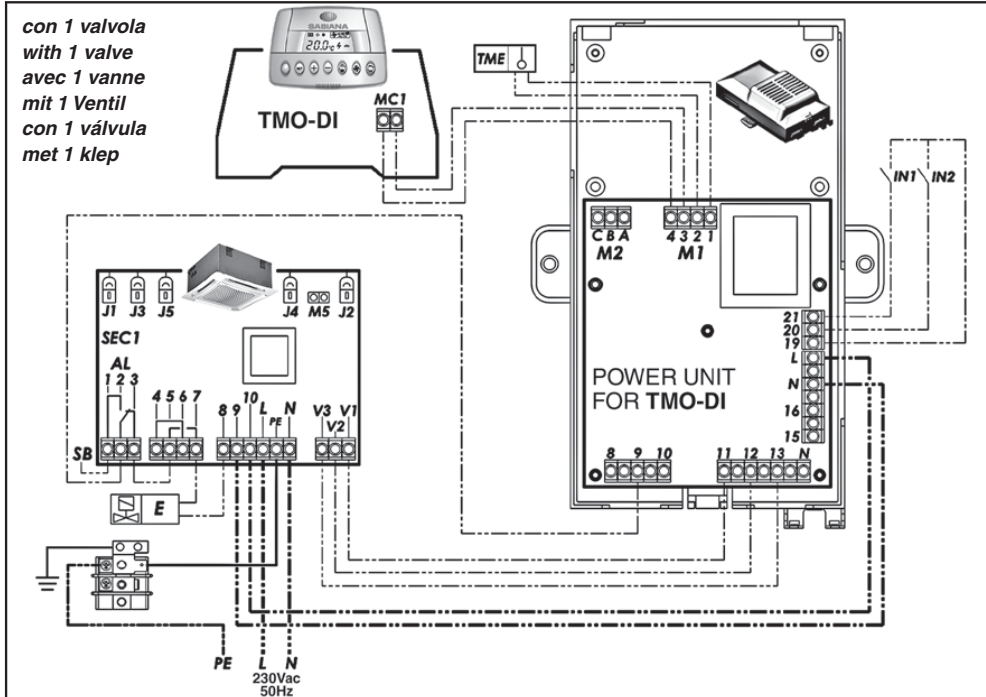 con 1 valvola
with 1 valve
avec 1 vanne
mit 1 Ventil
con 1 válvula
met 1 klep
SABIANA
20.0°C
TMO-DI
MC1
TME
IN1 IN2
C B A
M2
4 3 2 1
M1
21
20
19
L
N
16
15
POWER UNIT
FOR TMO-DI
8 9 10
11 12 13 N
J1 J3 J5 J4 M5 J2
SEC1
AL
1 2 3
4 5 6 7
8 9 10 L PE N
V3 V2 V1
SB
E
PE L N
230Vac
50Hz